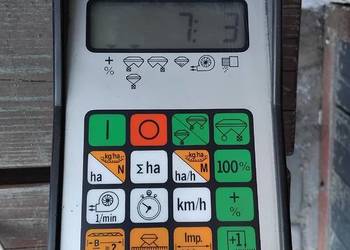 7: 3
+
%
I O
kg/ha kg/ha
ha N Σ ha ha/h M 100%
1/min km/h +
%
B Imp. +1